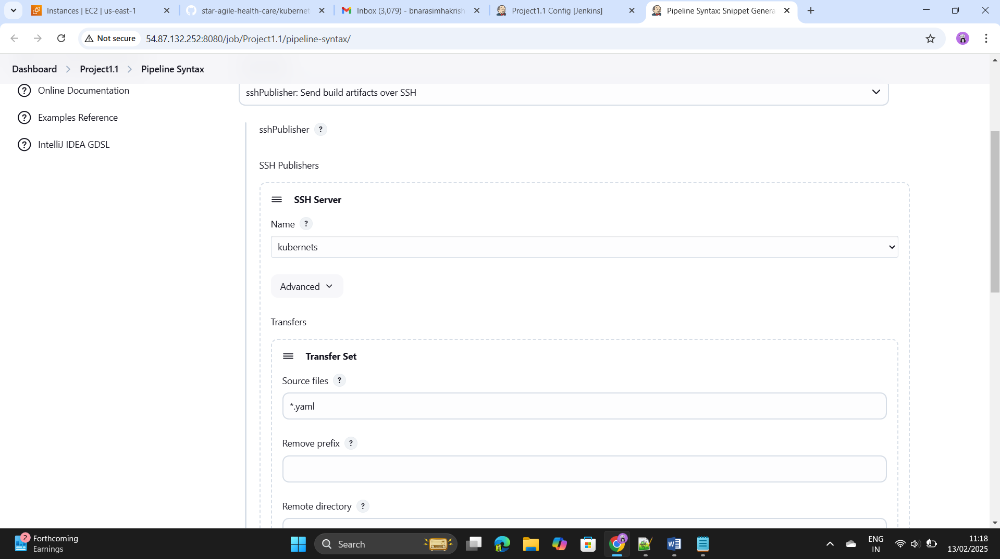 Instances | EC2 | us-east-1
star-agile-health-care/kubernet
Inbox (3,079) - bnarasimhakrish
Project1.1 Config [Jenkins]
Pipeline Syntax: Snippet Genera
Not secure
54.87.132.252:8080/job/Project1.1/pipeline-syntax/
Dashboard
Project1.1
Pipeline Syntax
Online Documentation
Examples Reference
IntelliJ IDEA GDSL
sshPublisher: Send build artifacts over SSH
sshPublisher ?
SSH Publishers
SSH Server
Name ?
kubernets
Advanced
Transfers
Transfer Set
Source files ?
*.yaml
Remove prefix ?
Remote directory ?
2
Forthcoming
Earnings
Search
ENG
IN
11:18
13/02/2025